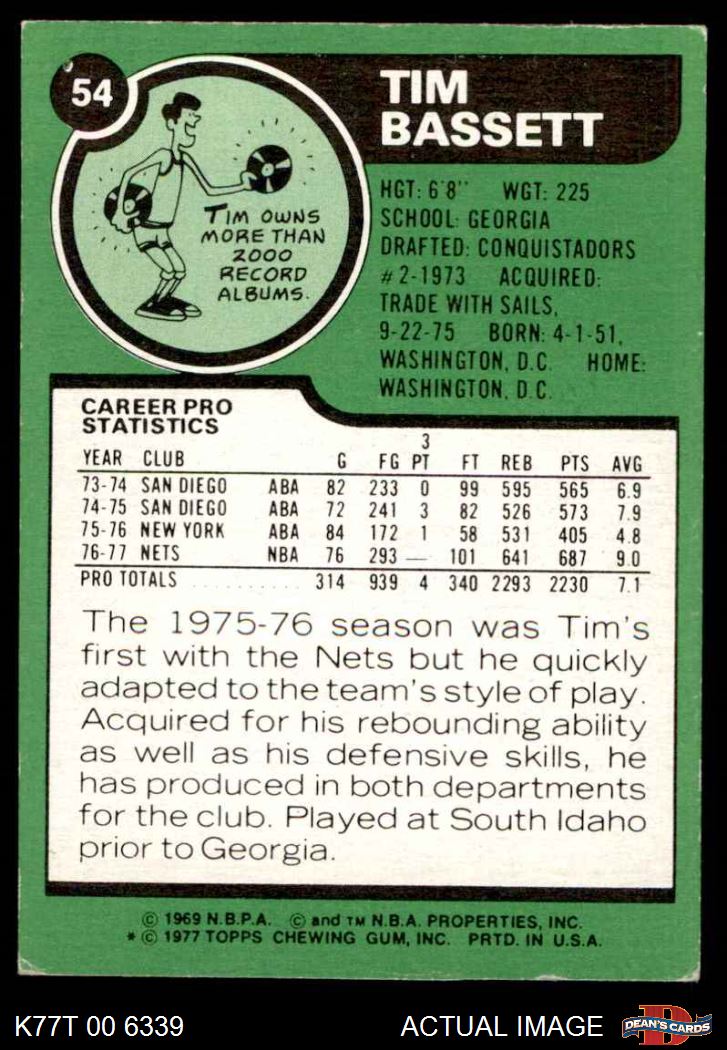 54
TIM
BASSETT
TIM OWNS
MORE THAN
2000
RECORD
ALBUMS.
HGT: 6'8" WGT: 225
SCHOOL: GEORGIA
DRAFTED: CONQUISTADORS
#2-1973 ACQUIRED:
TRADE WITH SAILS,
9-22-75 BORN: 4-1-51,
WASHINGTON, D.C. HOME:
WASHINGTON, D.C.
CAREER PRO
STATISTICS
YEAR CLUB G FG 3 PT FT REB PTS AVG
73-74 SAN DIEGO ABA 82 233 0 99 595 565 6.9
74-75 SAN DIEGO ABA 72 241 3 82 526 573 7.9
75-76 NEW YORK ABA 84 172 1 58 531 405 4.8
76-77 NETS NBA 76 293 — 101 641 687 9.0
PRO TOTALS .......... 314 939 4 340 2293 2230 7.1
The 1975-76 season was Tim's
first with the Nets but he quickly
adapted to the team's style of play.
Acquired for his rebounding ability
as well as his defensive skills, he
has produced in both departments
for the club. Played at South Idaho
prior to Georgia.
© 1969 N.B.P.A. © and TM N.B.A. PROPERTIES, INC.
* © 1977 TOPPS CHEWING GUM, INC. PRTD. IN U.S.A.
K77T 00 6339 ACTUAL IMAGE
D
DEAN'S CARDS